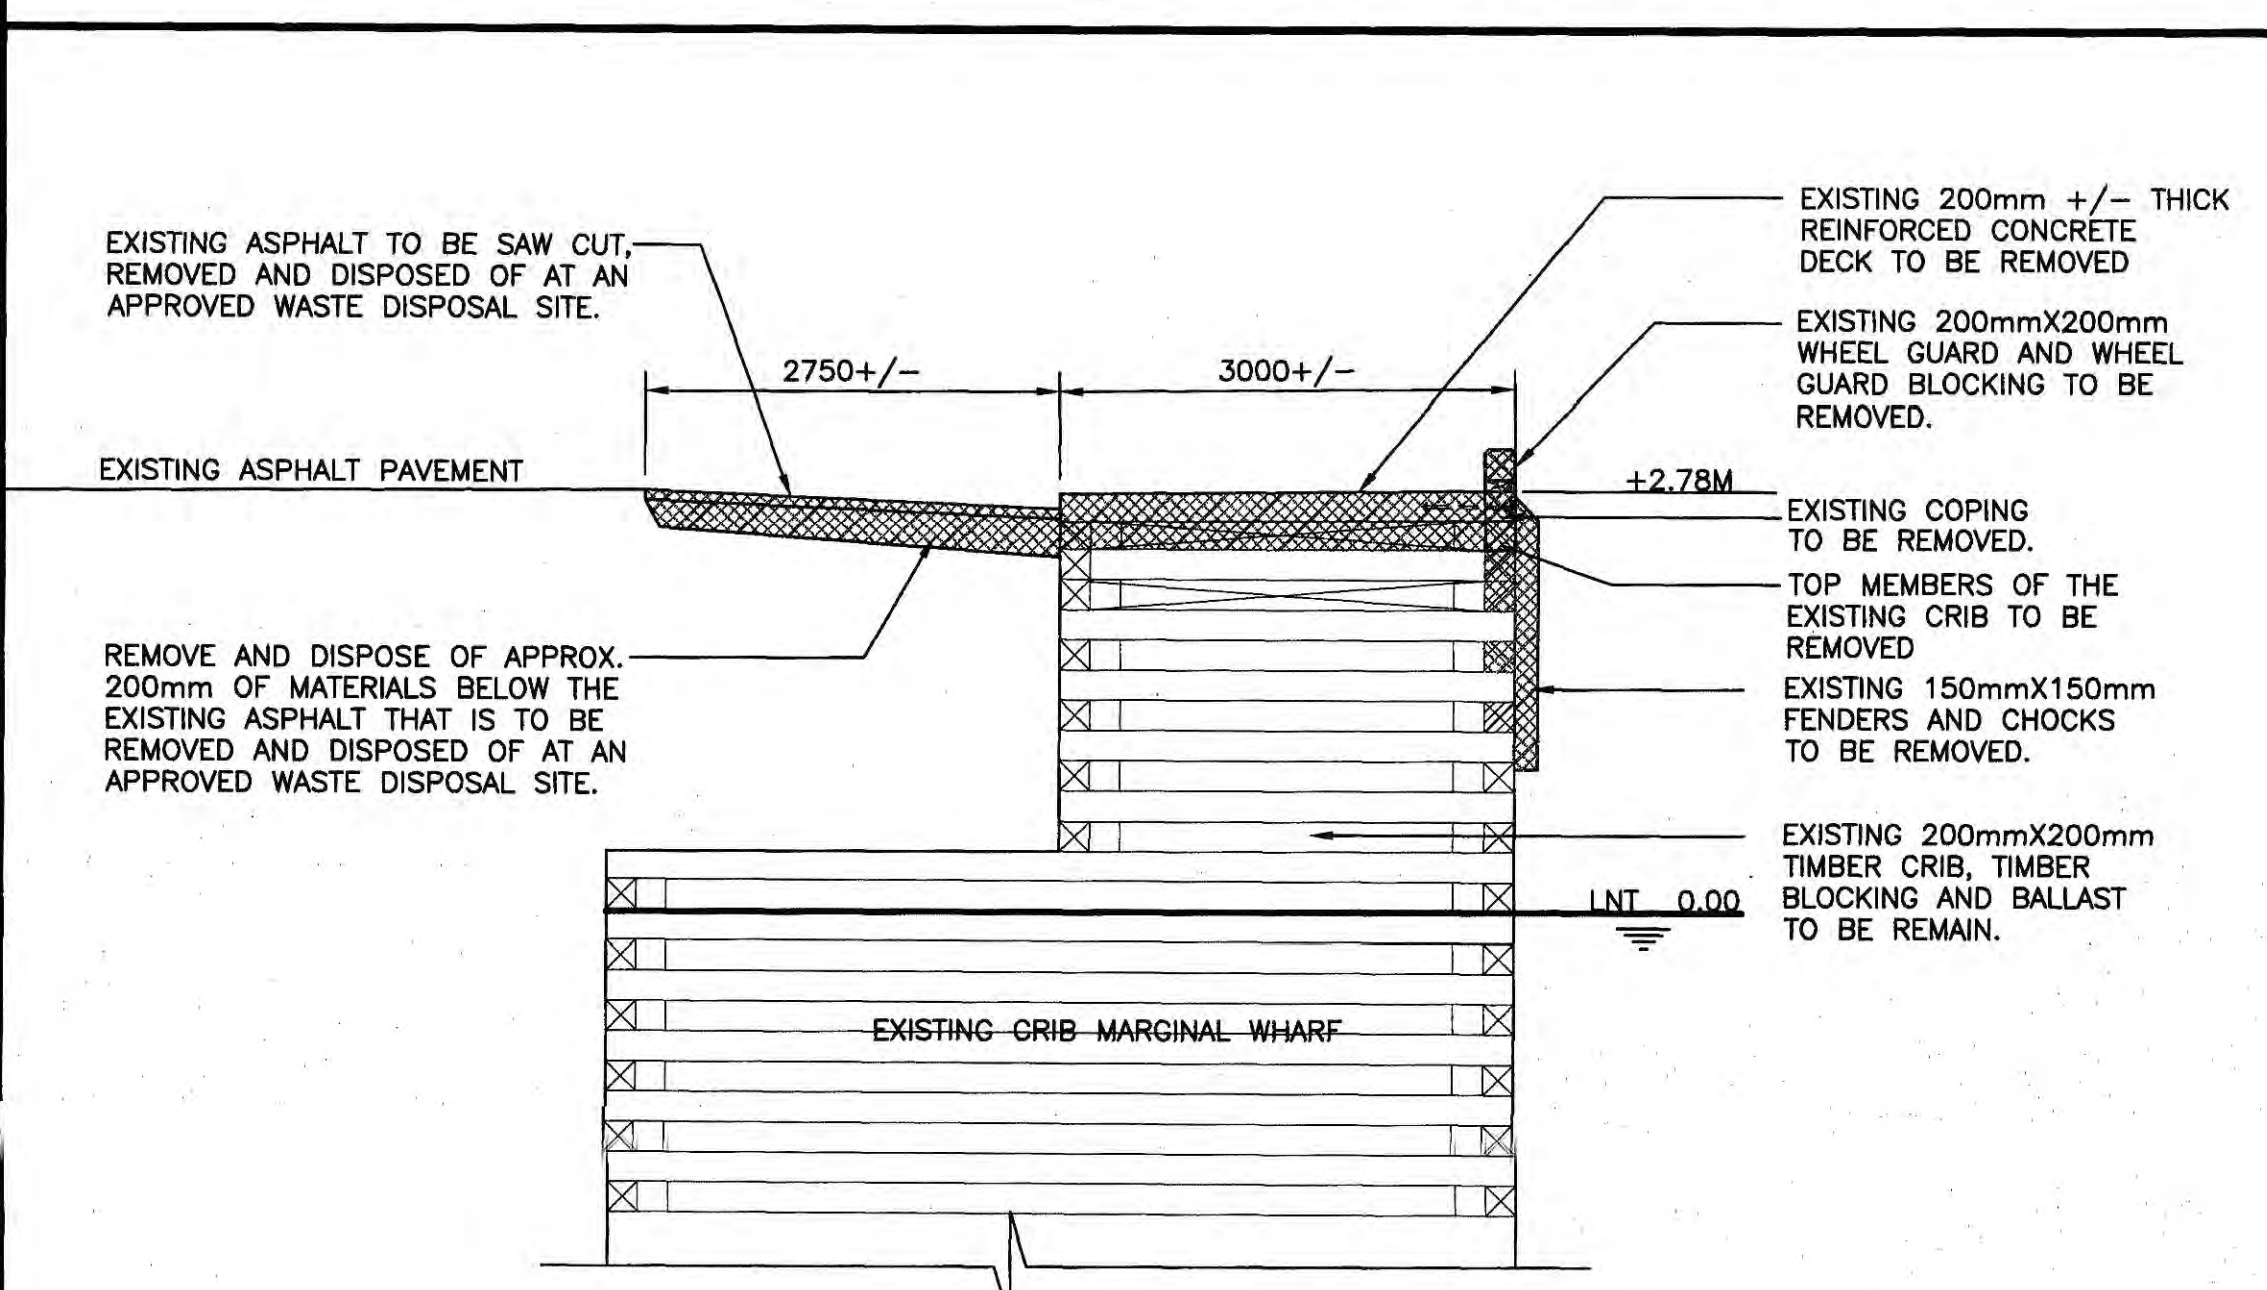 EXISTING ASPHALT TO BE SAW CUT,
REMOVED AND DISPOSED OF AT AN
APPROVED WASTE DISPOSAL SITE.
2750+/-
3000+/-
EXISTING ASPHALT PAVEMENT
REMOVE AND DISPOSE OF APPROX.
200mm OF MATERIALS BELOW THE
EXISTING ASPHALT THAT IS TO BE
REMOVED AND DISPOSED OF AT AN
APPROVED WASTE DISPOSAL SITE.
EXISTING 200mm +/- THICK
REINFORCED CONCRETE
DECK TO BE REMOVED
EXISTING 200mmX200mm
WHEEL GUARD AND WHEEL
GUARD BLOCKING TO BE
REMOVED.
+2.78M
EXISTING COPING
TO BE REMOVED.
TOP MEMBERS OF THE
EXISTING CRIB TO BE
REMOVED
EXISTING 150mmX150mm
FENDERS AND CHOCKS
TO BE REMOVED.
EXISTING 200mmX200mm
TIMBER CRIB, TIMBER
BLOCKING AND BALLAST
TO BE REMAIN.
LNT 0.00
EXISTING CRIB MARGINAL WHARF